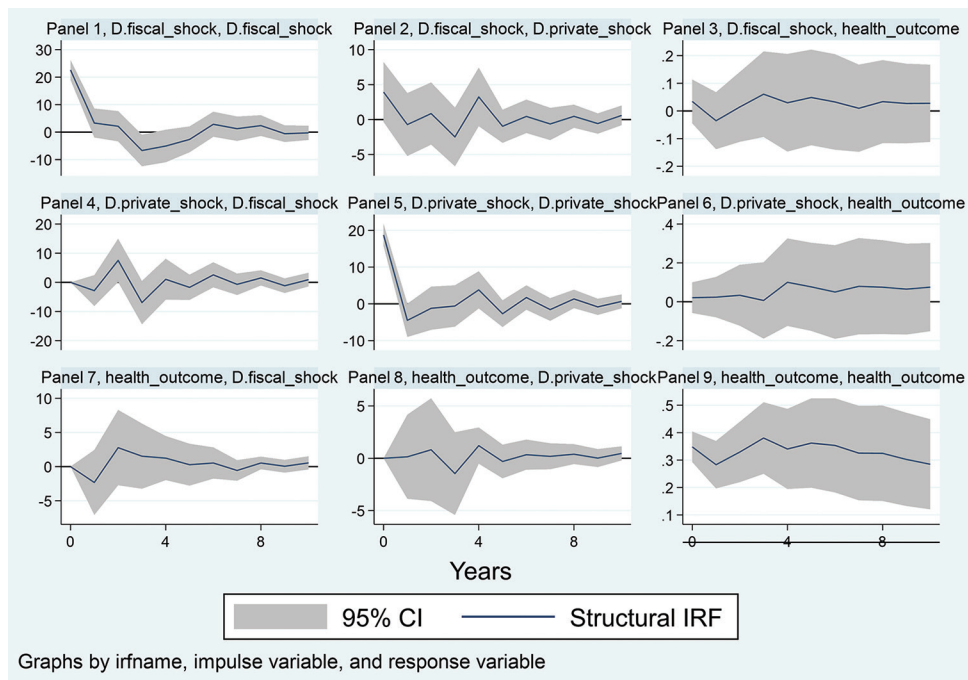 Panel 1, D.fiscal_shock, D.fiscal_shock
Panel 2, D.fiscal_shock, D.private_shock
Panel 3, D.fiscal_shock, health_outcome
30
20
10
0
-10
10
5
0
-5
.2
.1
0
-.1
-.2
Panel 4, D.private_shock, D.fiscal_shock
Panel 5, D.private_shock, D.private_shock
Panel 6, D.private_shock, health_outcome
20
10
0
-10
-20
20
10
0
-10
.4
.2
0
-.2
Panel 7, health_outcome, D.fiscal_shock
Panel 8, health_outcome, D.private_shock
Panel 9, health_outcome, health_outcome
10
5
0
-5
5
0
-5
.5
.4
.3
.2
.1
0 4 8
0 4 8
0 4 8
Years
95% CI
Structural IRF
Graphs by irfname, impulse variable, and response variable